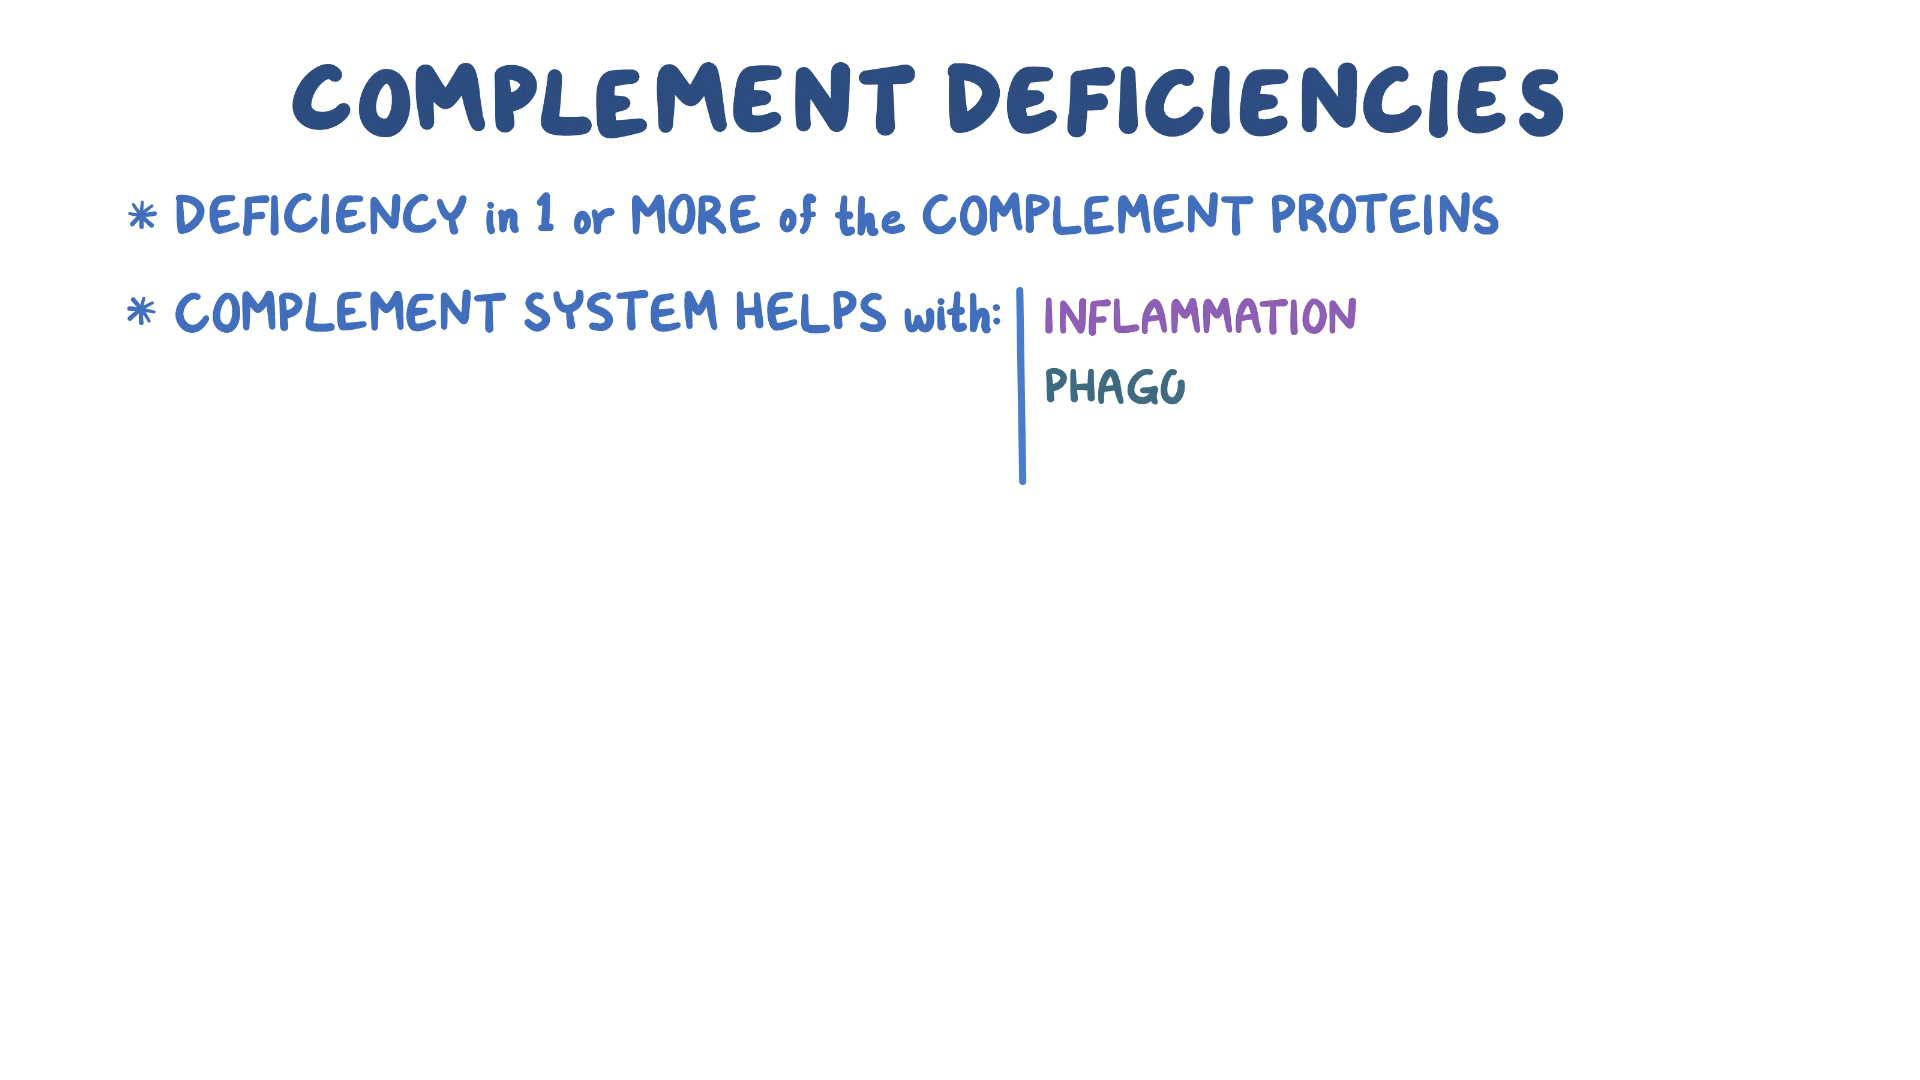 COMPLEMENT DEFICIENCIES
* DEFICIENCY in 1 or MORE of the COMPLEMENT PROTEINS
* COMPLEMENT SYSTEM HELPS with: INFLAMMATION
PHAGO